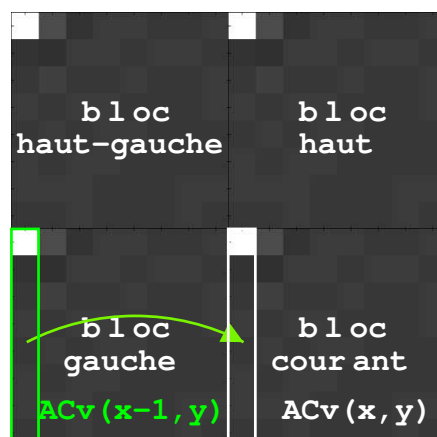 bloc
haut-gauche
bloc
haut
bloc
gauche
ACv(x-1,y)
bloc
courant
ACv(x,y)